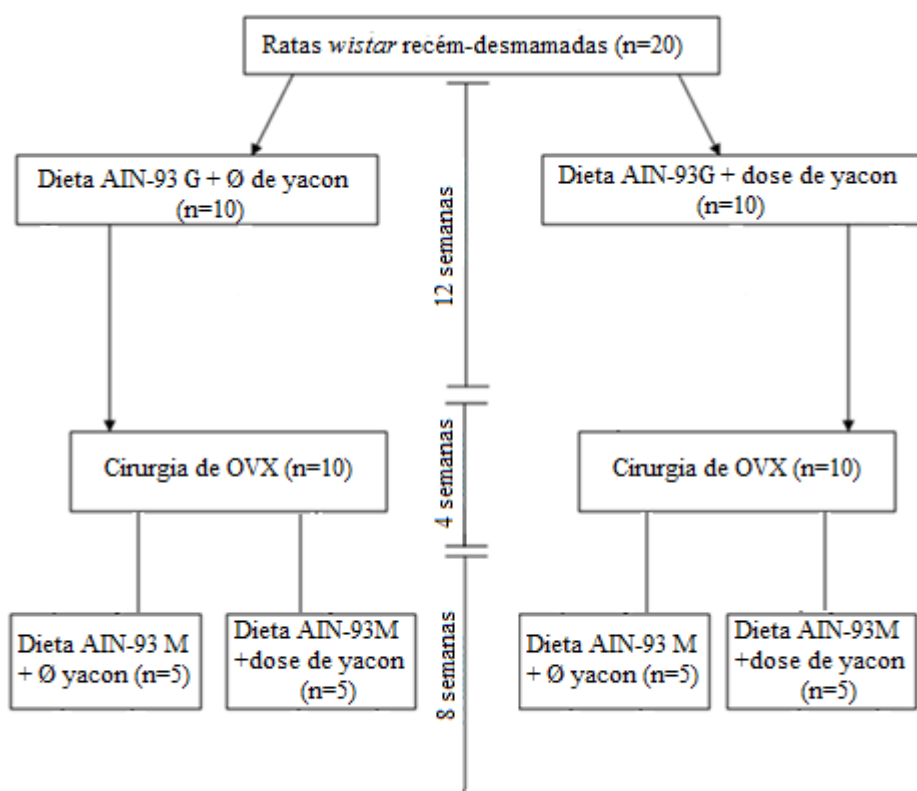 Ratas wistar recém-desmamadas (n=20)
Dieta AIN-93 G + Ø de yacon
(n=10)
Dieta AIN-93G + dose de yacon
(n=10)
12 semanas
Cirurgia de OVX (n=10)
Cirurgia de OVX (n=10)
4 semanas
Dieta AIN-93 M
+ Ø yacon (n=5)
Dieta AIN-93M
+dose de yacon
(n=5)
Dieta AIN-93 M
+ Ø yacon (n=5)
Dieta AIN-93M
+dose de yacon
(n=5)
8 semanas